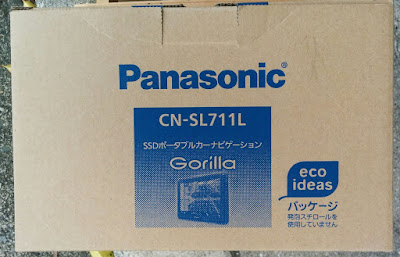 Panasonic®
CN-SL711L
SSDポータブルカーナビゲーション
Gorilla
eco
ideas
パッケージ
発泡スチロールを
使用していません